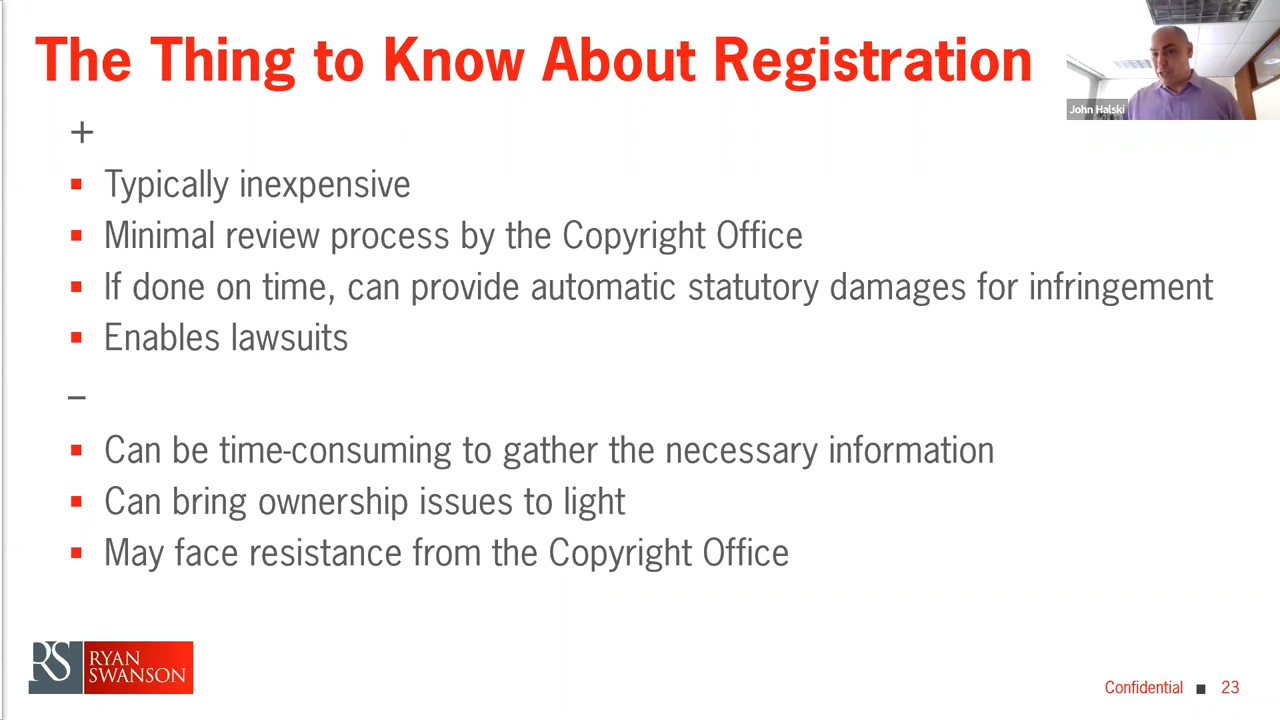 The Thing to Know About Registration
John Halski
+
▪ Typically inexpensive
▪ Minimal review process by the Copyright Office
▪ If done on time, can provide automatic statutory damages for infringement
▪ Enables lawsuits
–
▪ Can be time-consuming to gather the necessary information
▪ Can bring ownership issues to light
▪ May face resistance from the Copyright Office
RS
RYAN
SWANSON
Confidential ■ 23